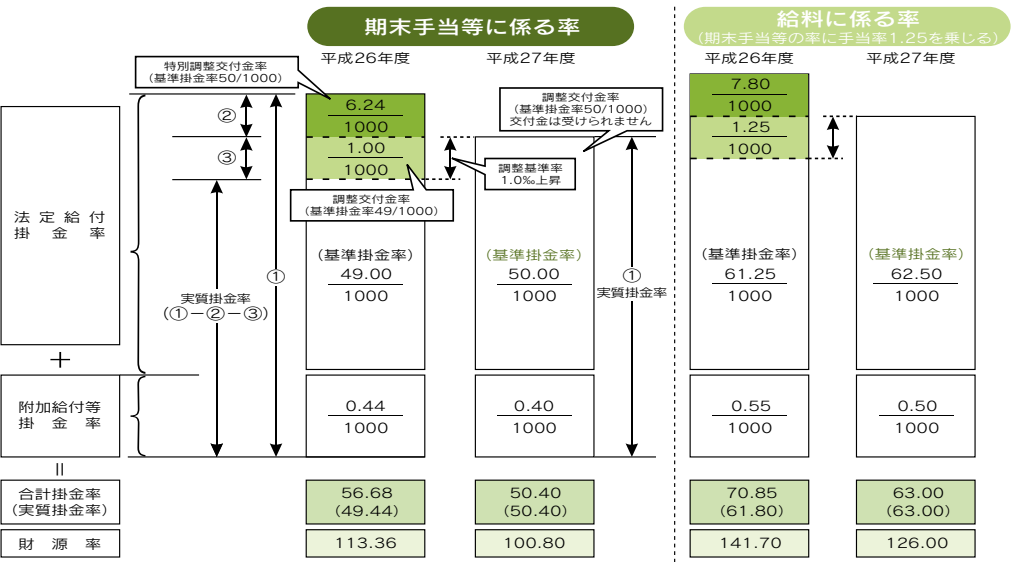 期末手当等に係る率
給料に係る率
(期末手当等の率に手当率1.25を乗じる)
平成26年度
平成27年度
平成26年度
平成27年度
特別調整交付金率
(基準掛金率50/1000)
調整交付金率
(基準掛金率50/1000)
交付金は受けられません
①
②
③
6.24
1000
1.00
1000
調整基準率
1.0‰上昇
調整交付金率
(基準掛金率49/1000)
7.80
1000
1.25
1000
法定給付
掛金率
実質掛金率
(①-②-③)
(基準掛金率)
49.00
1000
(基準掛金率)
50.00
1000
①
実質掛金率
(基準掛金率)
61.25
1000
(基準掛金率)
62.50
1000
+
附加給付等
掛金率
0.44
1000
0.40
1000
0.55
1000
0.50
1000
=
合計掛金率
(実質掛金率)
56.68
(49.44)
50.40
(50.40)
70.85
(61.80)
63.00
(63.00)
財源率
113.36
100.80
141.70
126.00